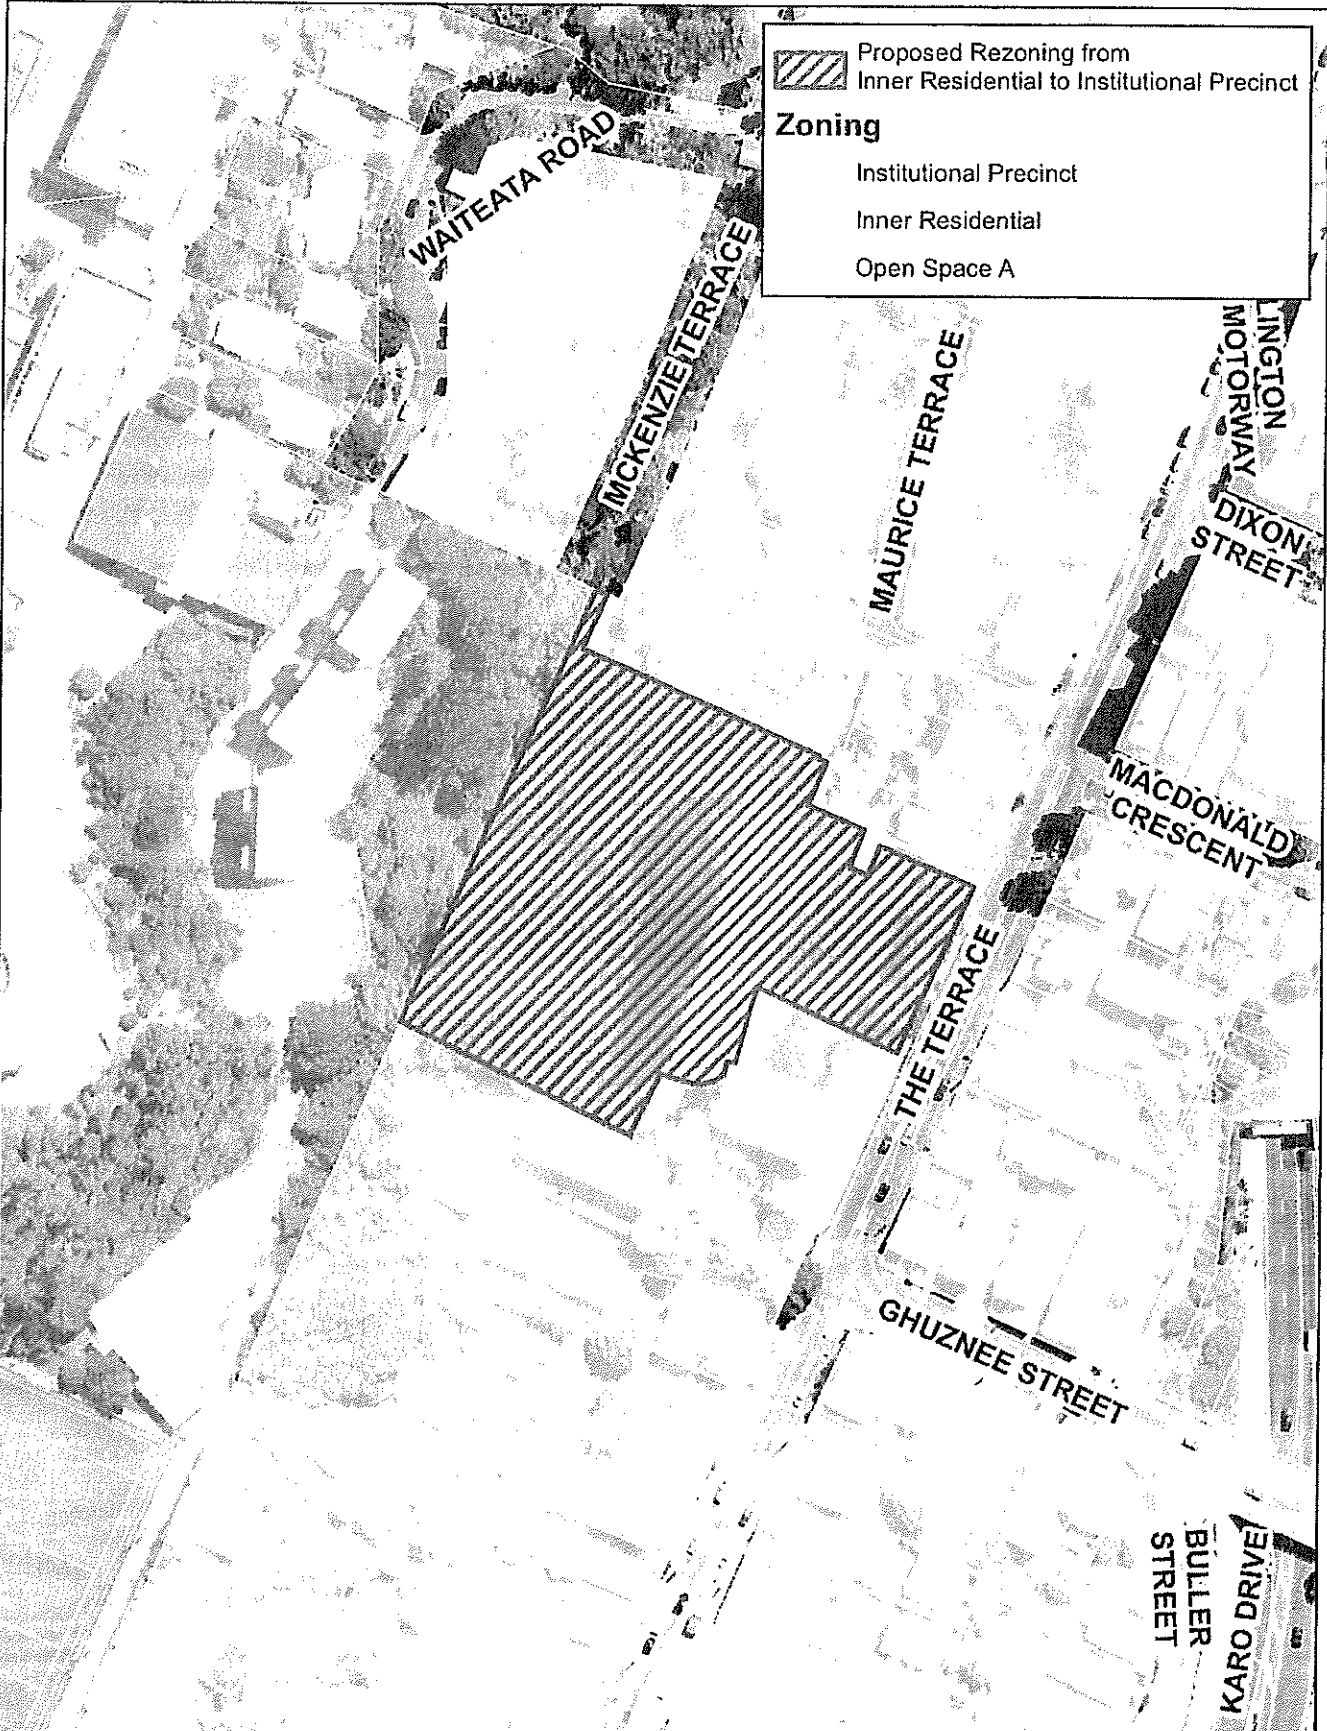 Proposed Rezoning from
Inner Residential to Institutional Precinct
Zoning
Institutional Precinct
Inner Residential
Open Space A
WAITEATA ROAD
MCKENZIE TERRACE
MAURICE TERRACE
LINGTON
MOTORWAY
DIXON
STREET
MACDONALD
CRESCENT
THE TERRACE
GHUZNEE STREET
BULLER
STREET
KARO DRIVE